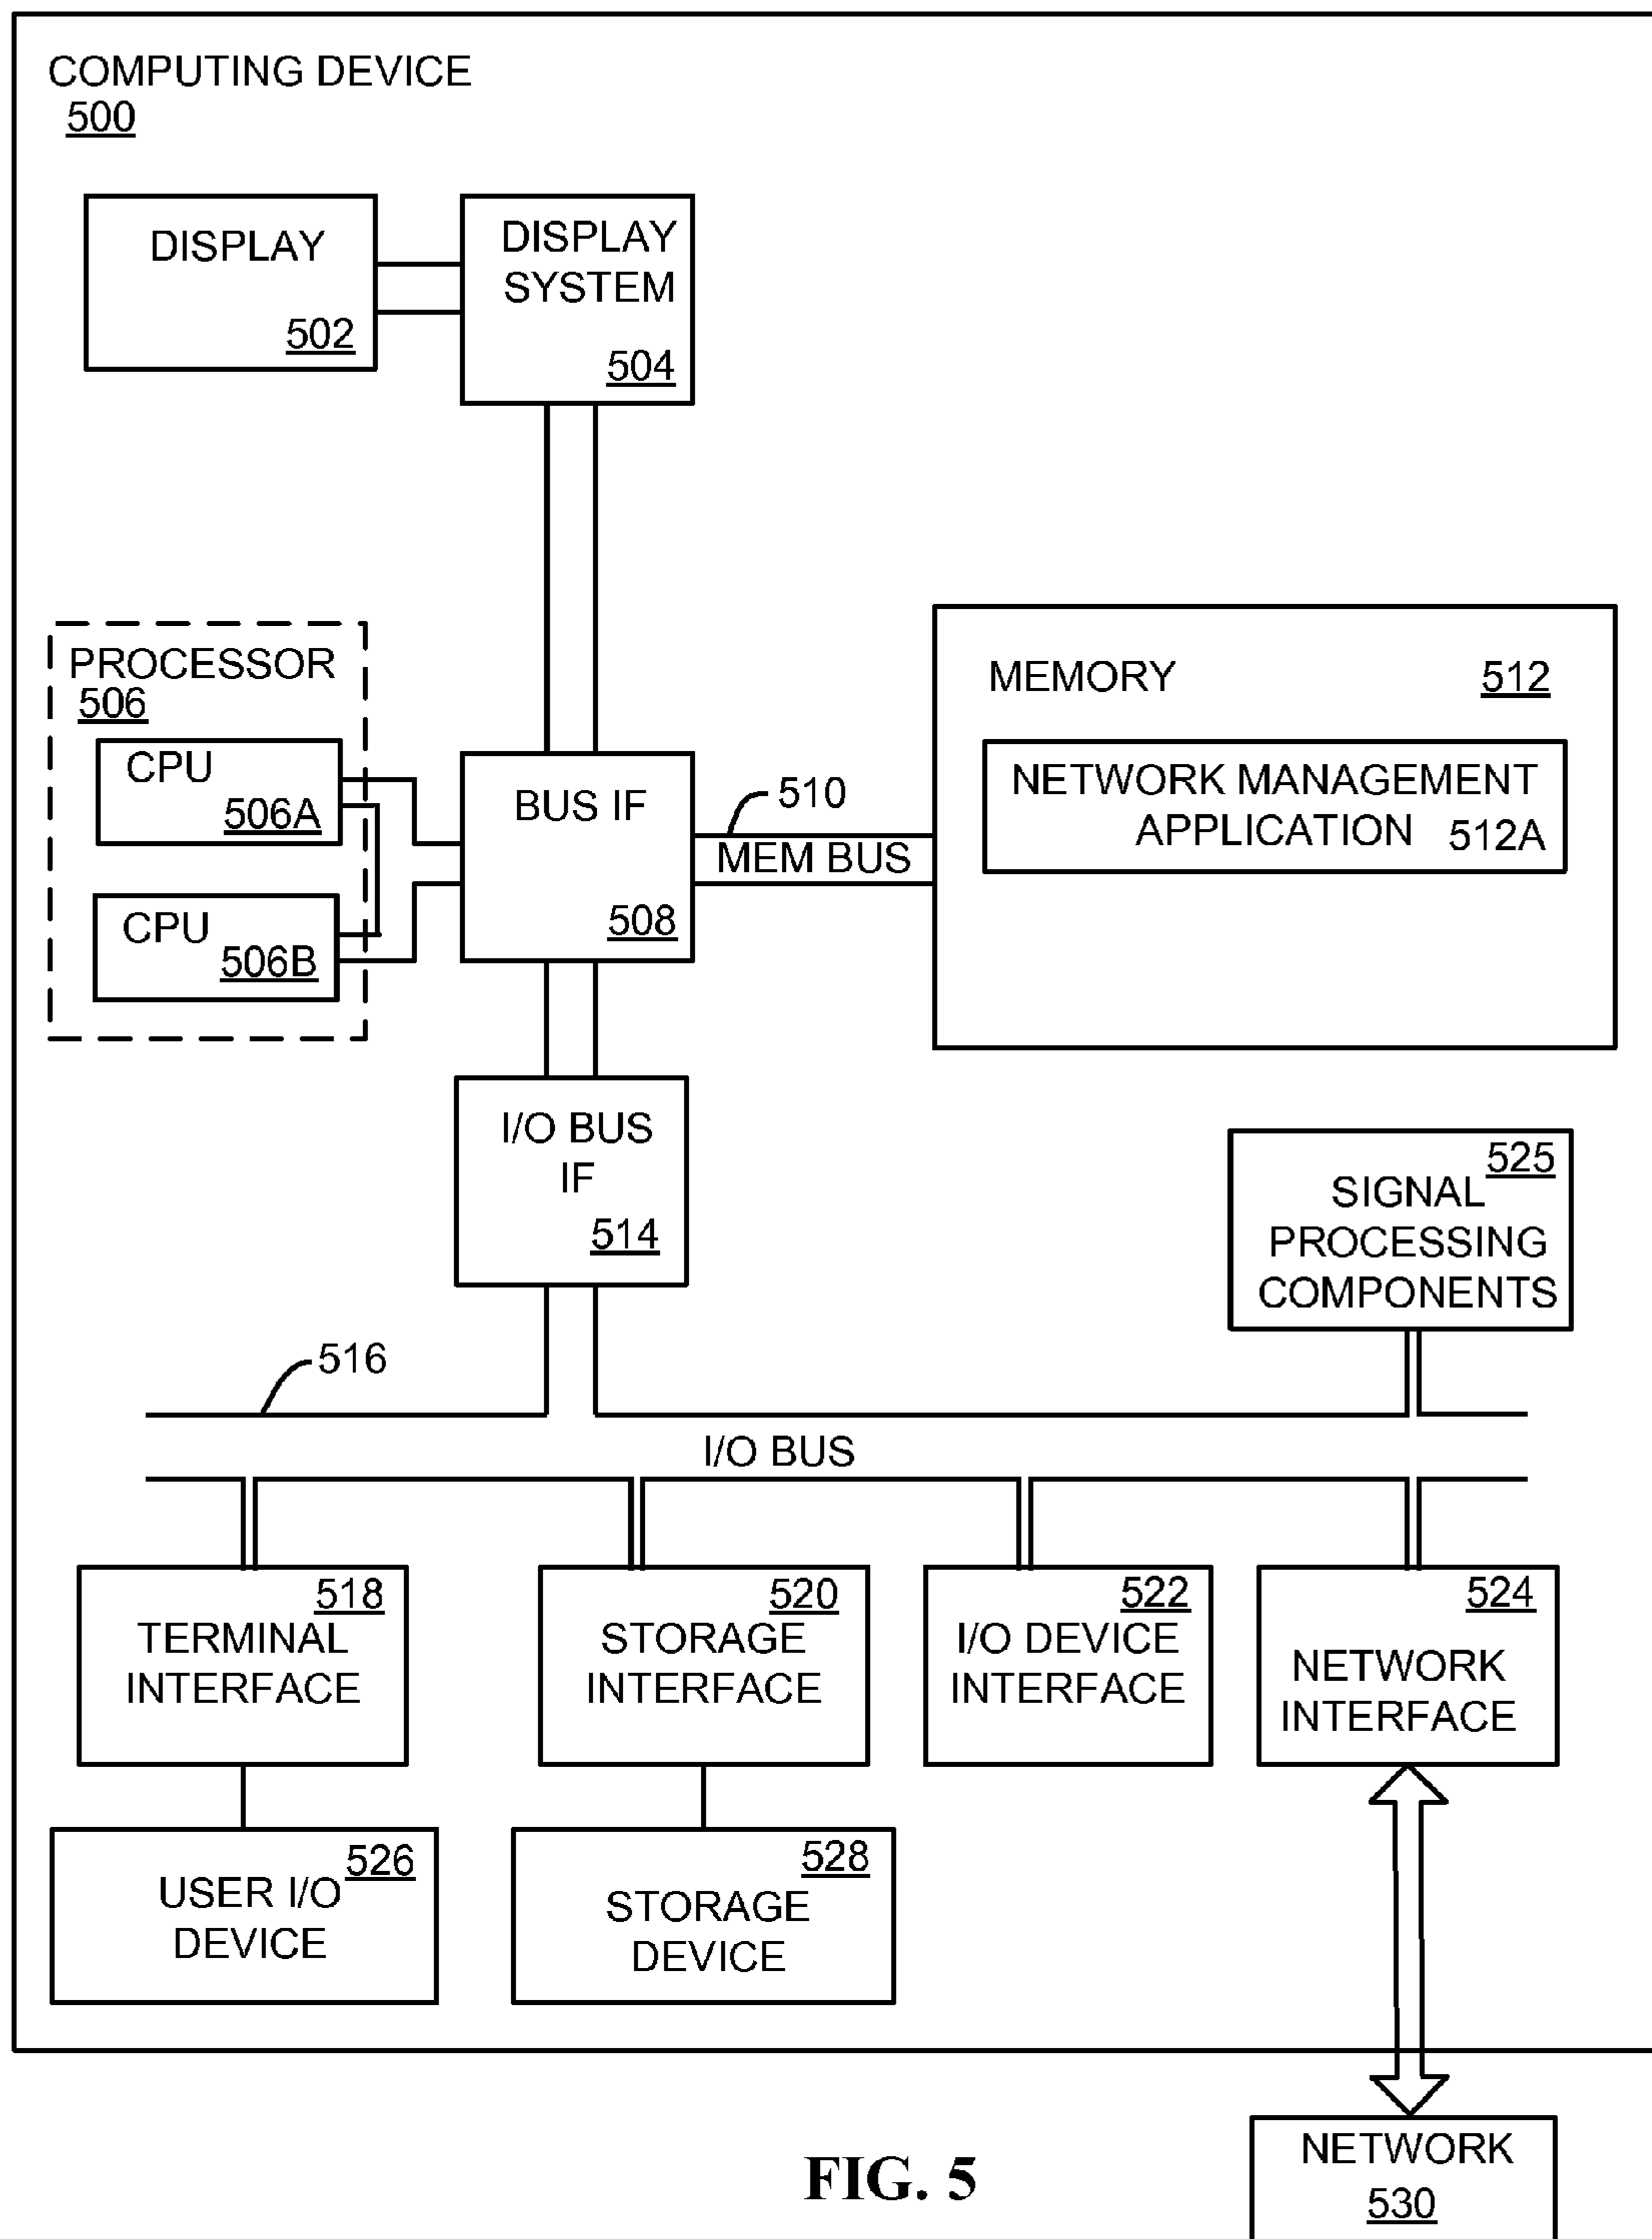 COMPUTING DEVICE
500
DISPLAY
502
DISPLAY
SYSTEM
504
PROCESSOR
506
CPU
506A
CPU
506B
BUS IF
508
510
MEM BUS
MEMORY
512
NETWORK MANAGEMENT
APPLICATION 512A
I/O BUS
IF
514
525
SIGNAL
PROCESSING
COMPONENTS
516
I/O BUS
518
TERMINAL
INTERFACE
520
STORAGE
INTERFACE
522
I/O DEVICE
INTERFACE
524
NETWORK
INTERFACE
526
USER I/O
DEVICE
528
STORAGE
DEVICE
NETWORK
530
FIG. 5